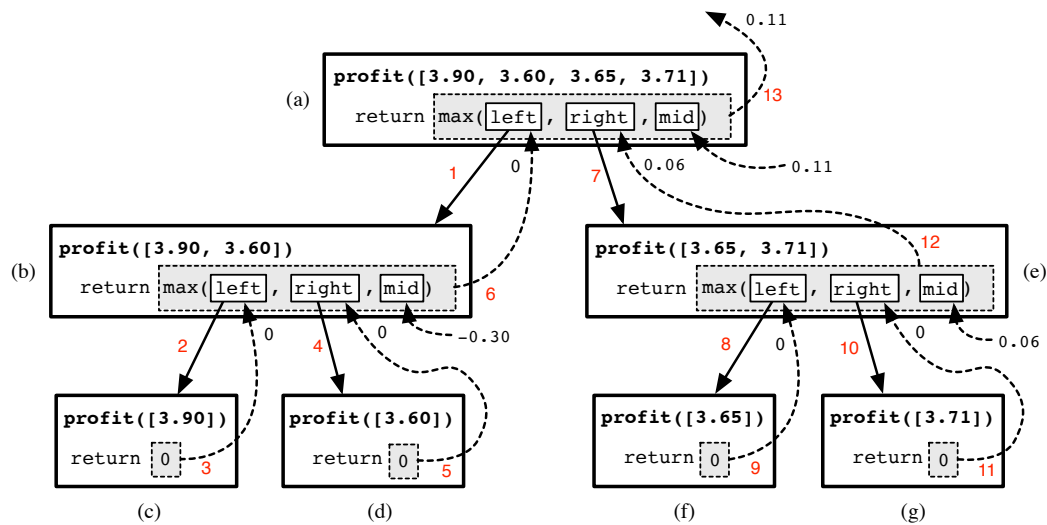 0.11
profit([3.90, 3.60, 3.65, 3.71])
(a)
13
return max(left, right, mid)
1
0
7
0.06
0.11
profit([3.90, 3.60])
(b)
return max(left, right, mid)
6
2
0
4
0
−0.30
profit([3.65, 3.71])
12
(e)
return max(left, right, mid)
8
0
10
0
0.06
profit([3.90])
return 0
3
(c)
profit([3.60])
return 0
5
(d)
profit([3.65])
return 0
9
(f)
profit([3.71])
return 0
11
(g)